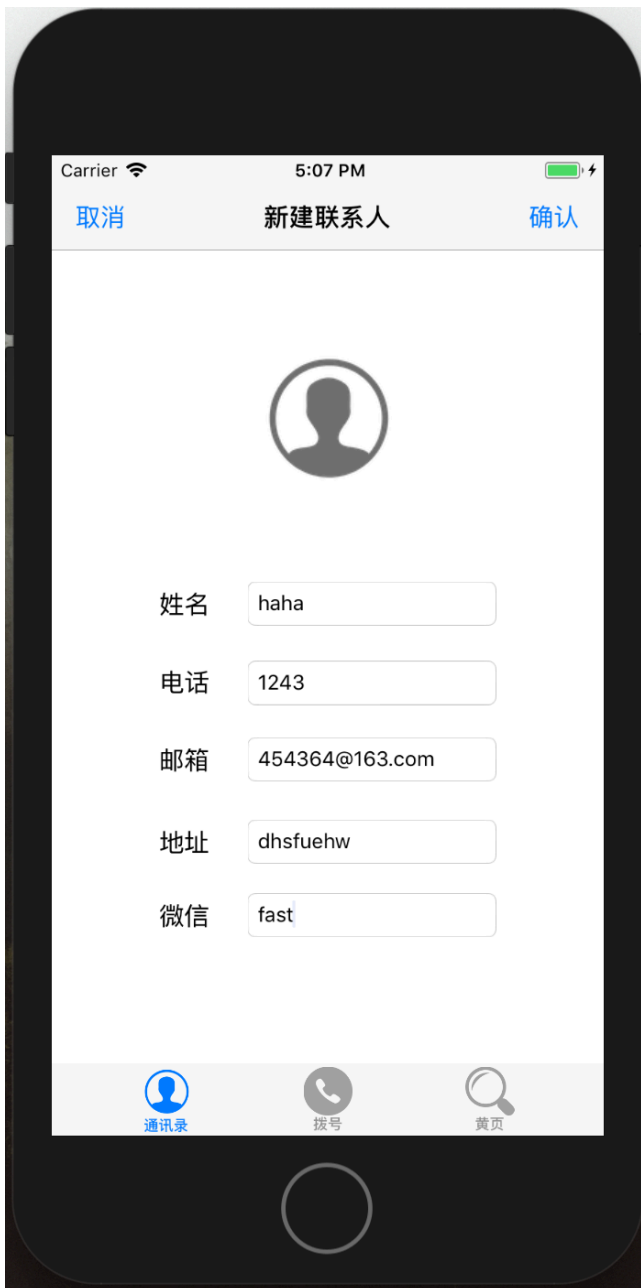 Carrier 5:07 PM
取消 新建联系人 确认
姓名 haha
电话 1243
邮箱 454364@163.com
地址 dhsfuehw
微信 fast
通讯录 拨号 黄页